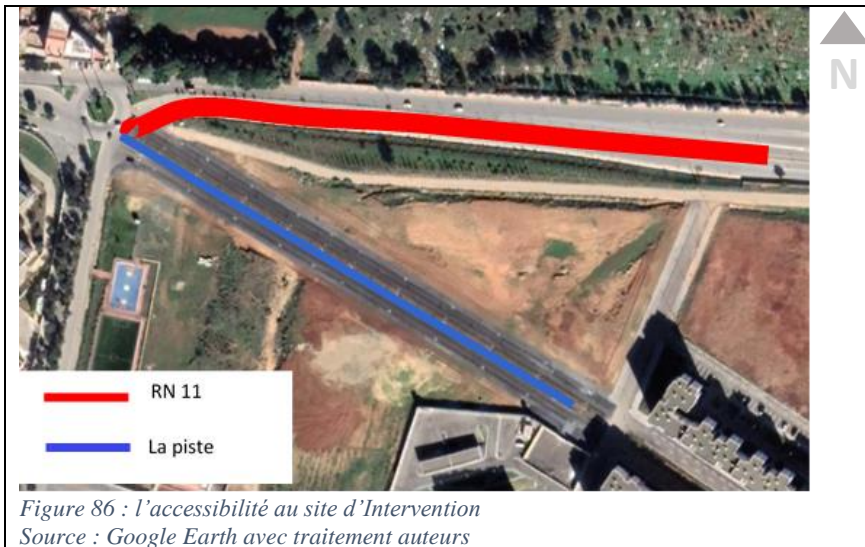 N
RN 11
La piste
Figure 86 : l’accessibilité au site d’Intervention
Source : Google Earth avec traitement auteurs